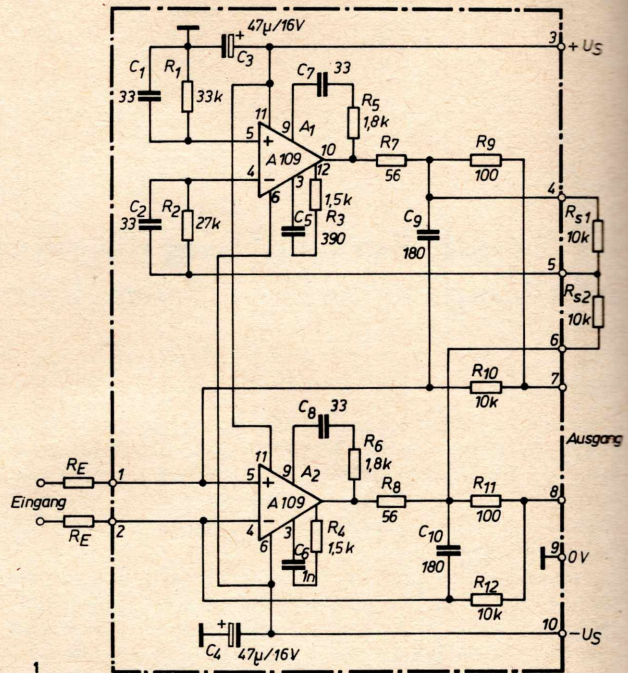 47µ/16V
+
C3
3
+ US
C1
R1
33
33k
C7
33
R5
1,8k
11
9
A1
5
+
A 109
10
12
4
−
3
6
R7
56
R9
100
4
C2
33
R2
27k
1,5k
R3
C5
390
C9
180
RS1
10k
5
RS2
10k
6
7
R10
10k
C8
33
R6
1,8k
Ausgang
RE
1
Eingang
RE
2
11
9
A2
5
+
A 109
4
−
3
6
R8
56
R11
100
8
R4
1,5k
C6
1n
C10
180
9
0V
R12
10k
10
−US
+
C4
47µ/16V
1